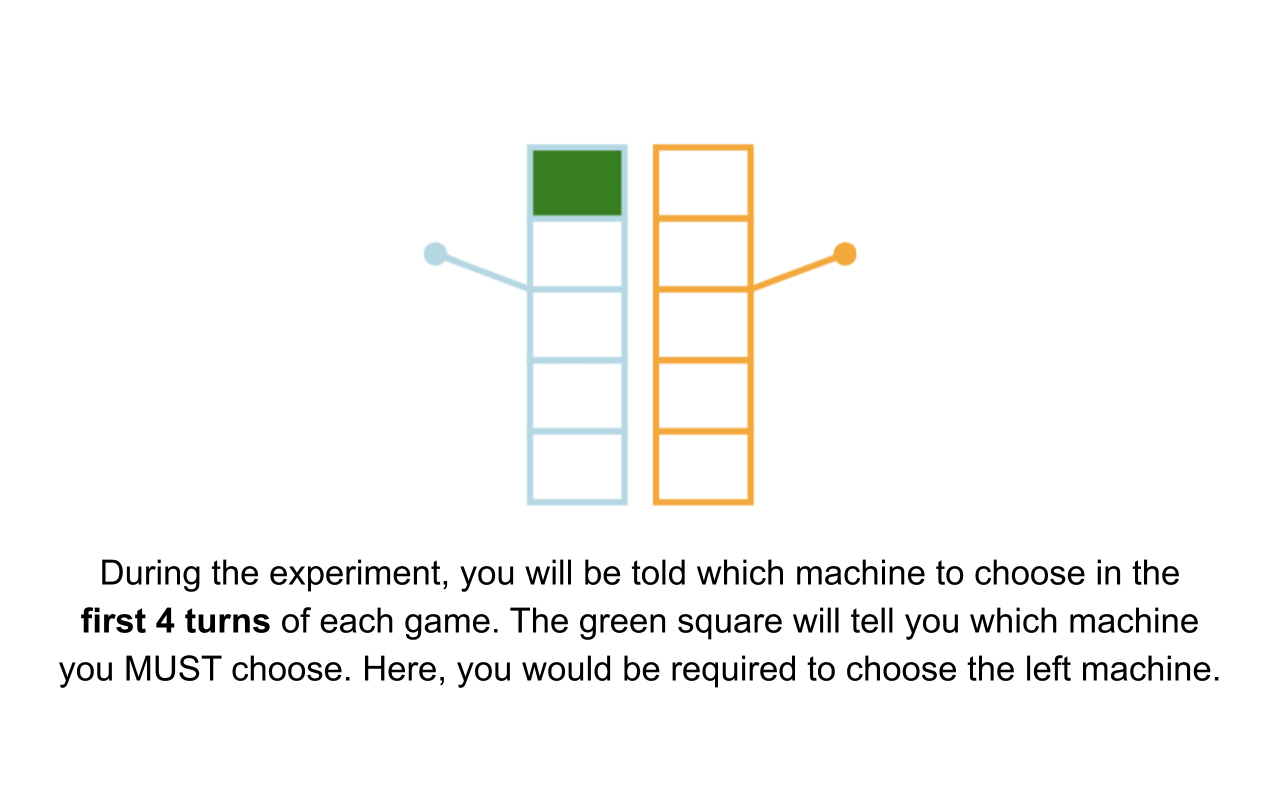 During the experiment, you will be told which machine to choose in the
first 4 turns of each game. The green square will tell you which machine
you MUST choose. Here, you would be required to choose the left machine.